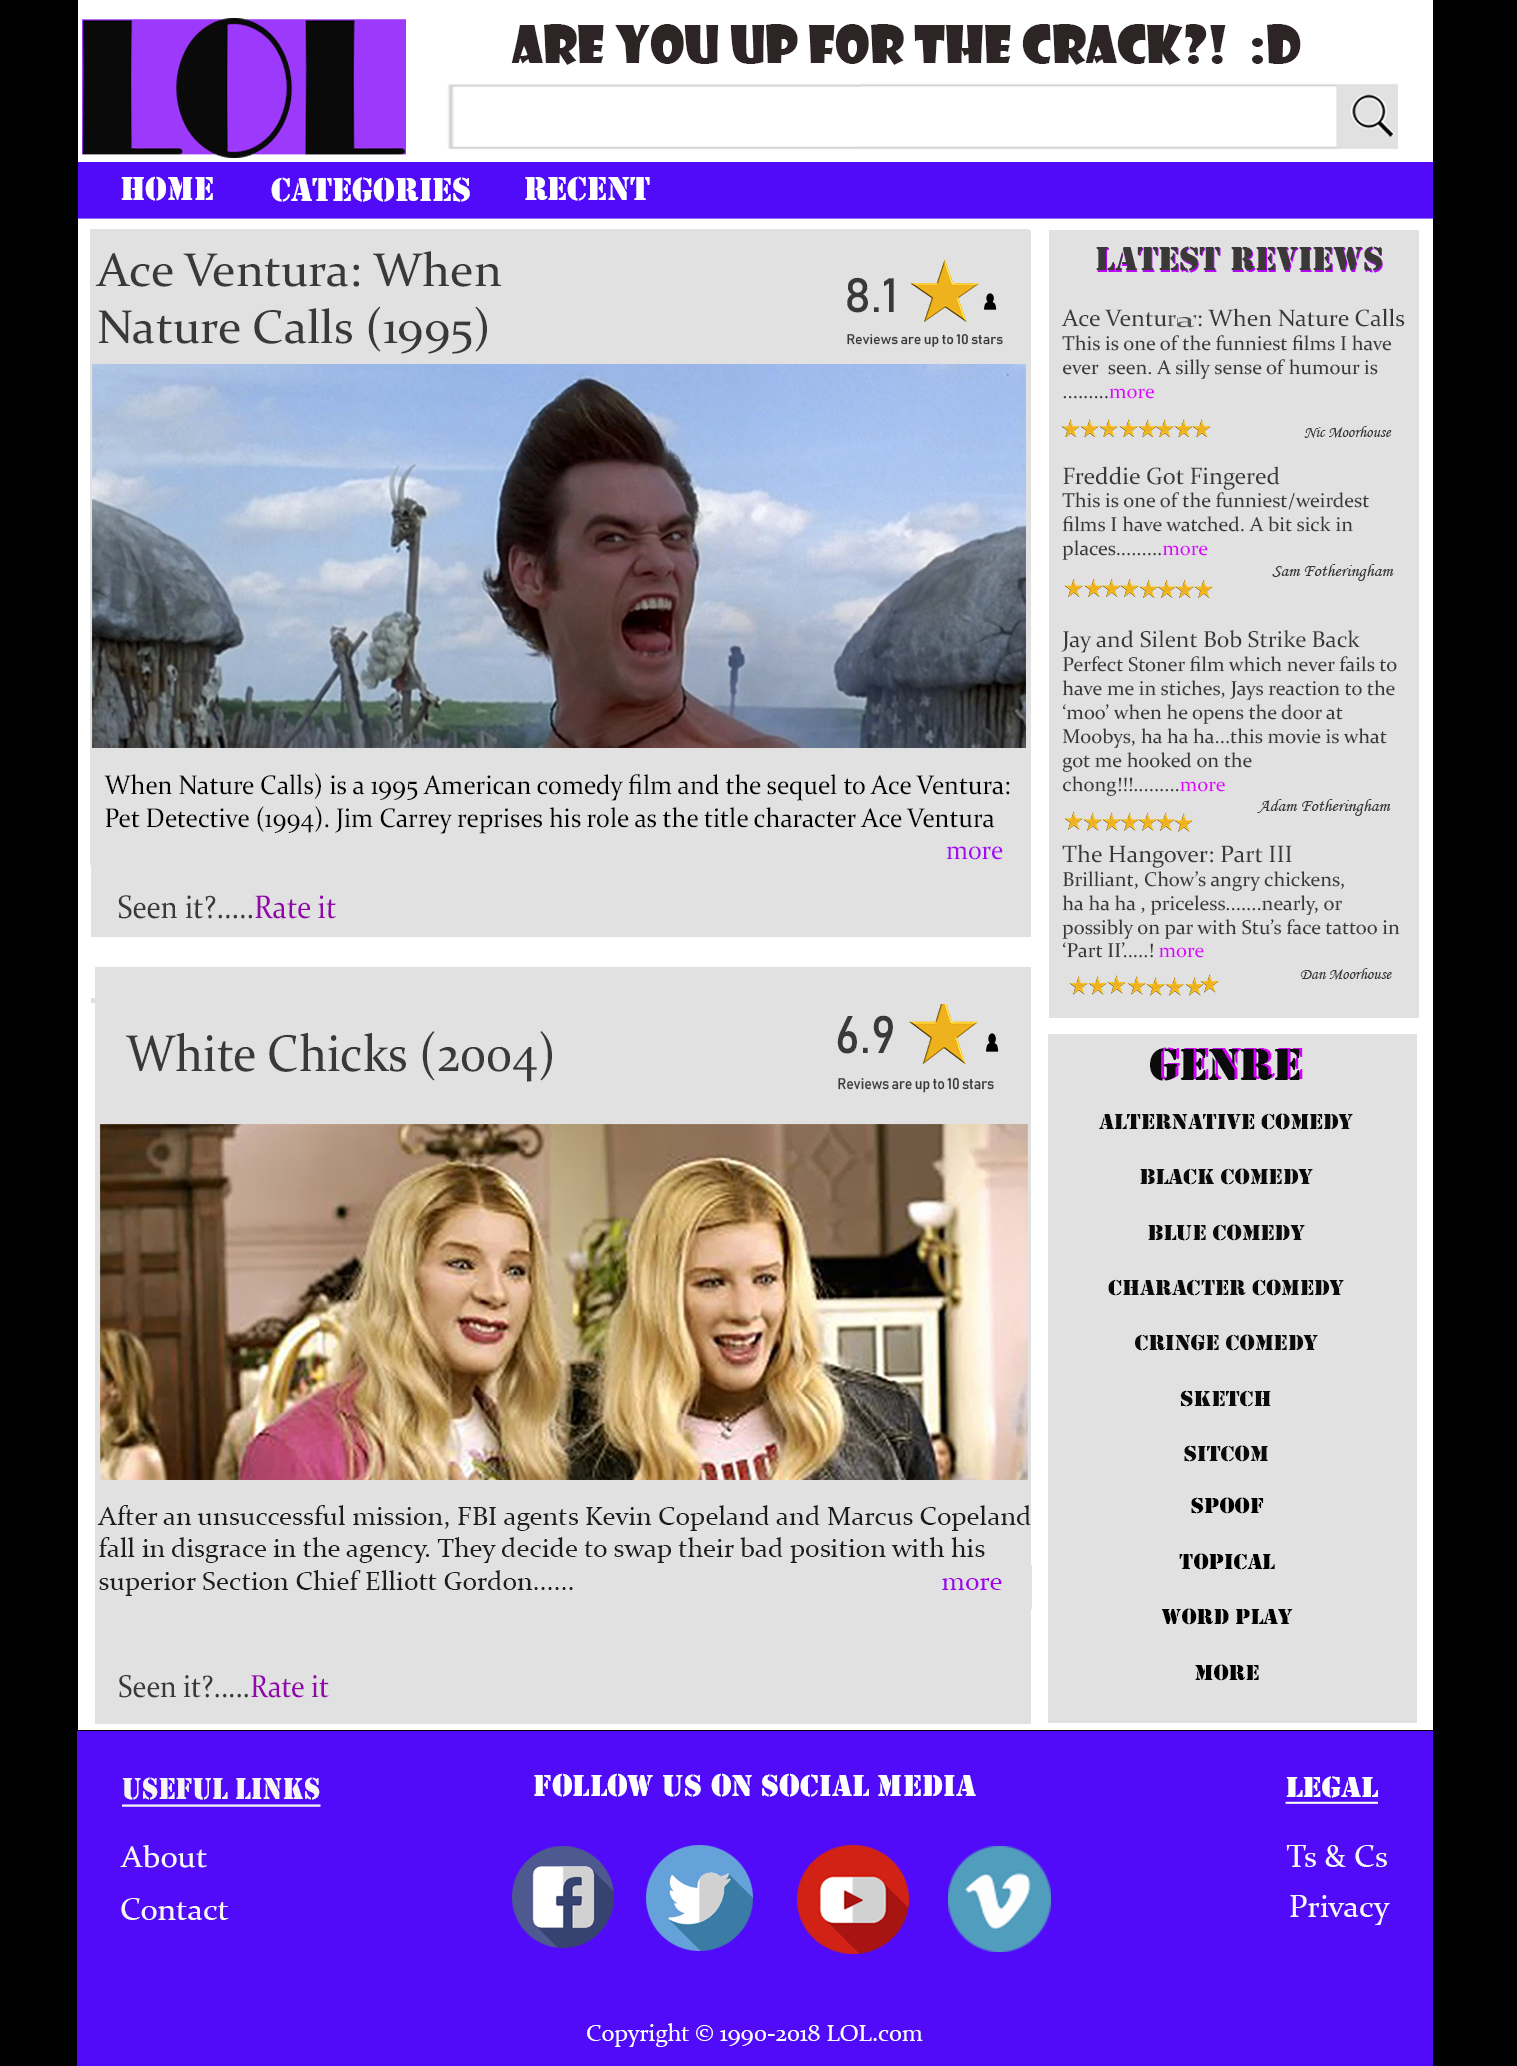 LOL
ARE YOU UP FOR THE CRACK?! :D
HOME CATEGORIES RECENT
Ace Ventura: When
Nature Calls (1995)
8.1
Reviews are up to 10 stars
When Nature Calls) is a 1995 American comedy film and the sequel to Ace Ventura:
Pet Detective (1994). Jim Carrey reprises his role as the title character Ace Ventura
more
Seen it?.....Rate it
White Chicks (2004)
6.9
Reviews are up to 10 stars
After an unsuccessful mission, FBI agents Kevin Copeland and Marcus Copeland
fall in disgrace in the agency. They decide to swap their bad position with his
superior Section Chief Elliott Gordon...... more
Seen it?.....Rate it
LATEST REVIEWS
Ace Ventura: When Nature Calls
This is one of the funniest films I have
ever seen. A silly sense of humour is
.........more
Nic Moorhouse
Freddie Got Fingered
This is one of the funniest/weirdest
films I have watched. A bit sick in
places.........more
Sam Fotheringham
Jay and Silent Bob Strike Back
Perfect Stoner film which never fails to
have me in stiches, Jays reaction to the
‘moo’ when he opens the door at
Moobys, ha ha ha...this movie is what
got me hooked on the
chong!!!.........more
Adam Fotheringham
The Hangover: Part III
Brilliant, Chow’s angry chickens,
ha ha ha , priceless.......nearly, or
possibly on par with Stu’s face tattoo in
‘Part II’.....! more
Dan Moorhouse
GENRE
ALTERNATIVE COMEDY
BLACK COMEDY
BLUE COMEDY
CHARACTER COMEDY
CRINGE COMEDY
SKETCH
SITCOM
SPOOF
TOPICAL
WORD PLAY
MORE
USEFUL LINKS
About
Contact
FOLLOW US ON SOCIAL MEDIA
LEGAL
Ts & Cs
Privacy
Copyright © 1990-2018 LOL.com